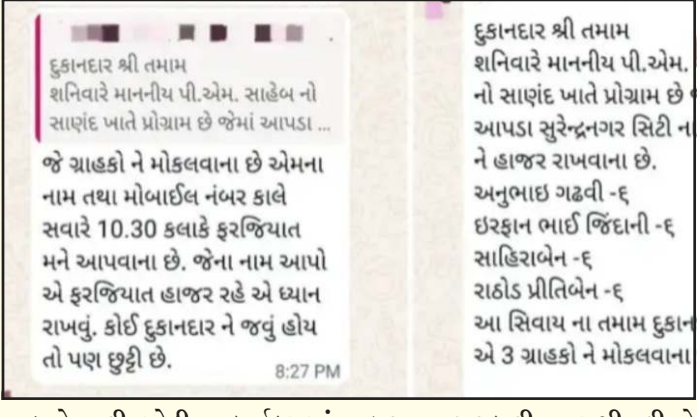 દુકાનદાર શ્રી તમામ
શનિવારે માનનીય પી.એમ. સાહેબ નો
સાણંદ ખાતે પ્રોગ્રામ છે જેમાં આપડા ...
જે ગ્રાહકો ને મોકલવાના છે એમના
નામ તથા મોબાઈલ નંબર કાલે
સવારે 10.30 કલાકે ફરજિયાત
મને આપવાના છે. જેના નામ આપો
એ ફરજિયાત હાજર રહે એ ધ્યાન
રાખવું. કોઈ દુકાનદાર ને જવું હોય
તો પણ છુટ્ટી છે.
8:27 PM
દુકાનદાર શ્રી તમામ
શનિવારે માનનીય પી.એમ.
નો સાણંદ ખાતે પ્રોગ્રામ છે
આપડા સુરેન્દ્રનગર સિટી ના
ને હાજર રાખવાના છે.
અનુભાઇ ગઢવી -૬
ઇરફાન ભાઈ જિંદાની -૬
સાહિરાબેન -૬
રાઠોડ પ્રીતિબેન -૬
આ સિવાય ના તમામ દુકાન
એ 3 ગ્રાહકો ને મોકલવાના